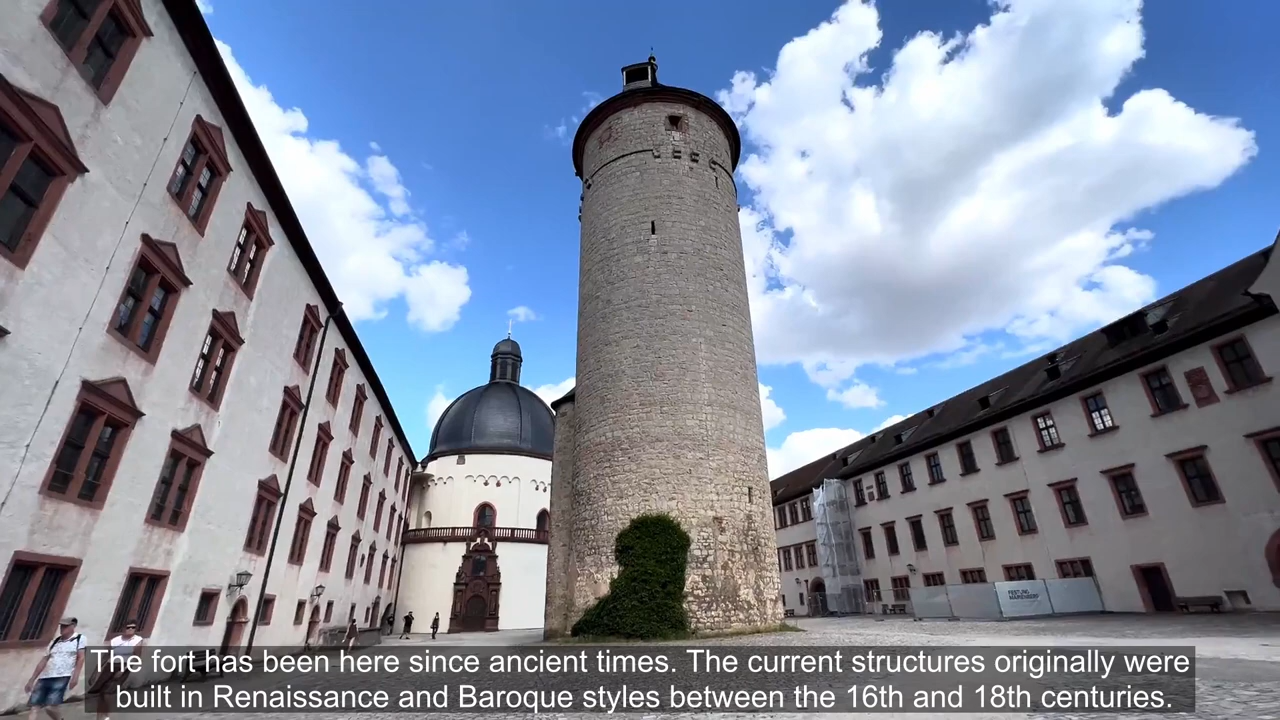 FESTUNG
MARIENBERG
The fort has been here since ancient times. The current structures originally were
built in Renaissance and Baroque styles between the 16th and 18th centuries.